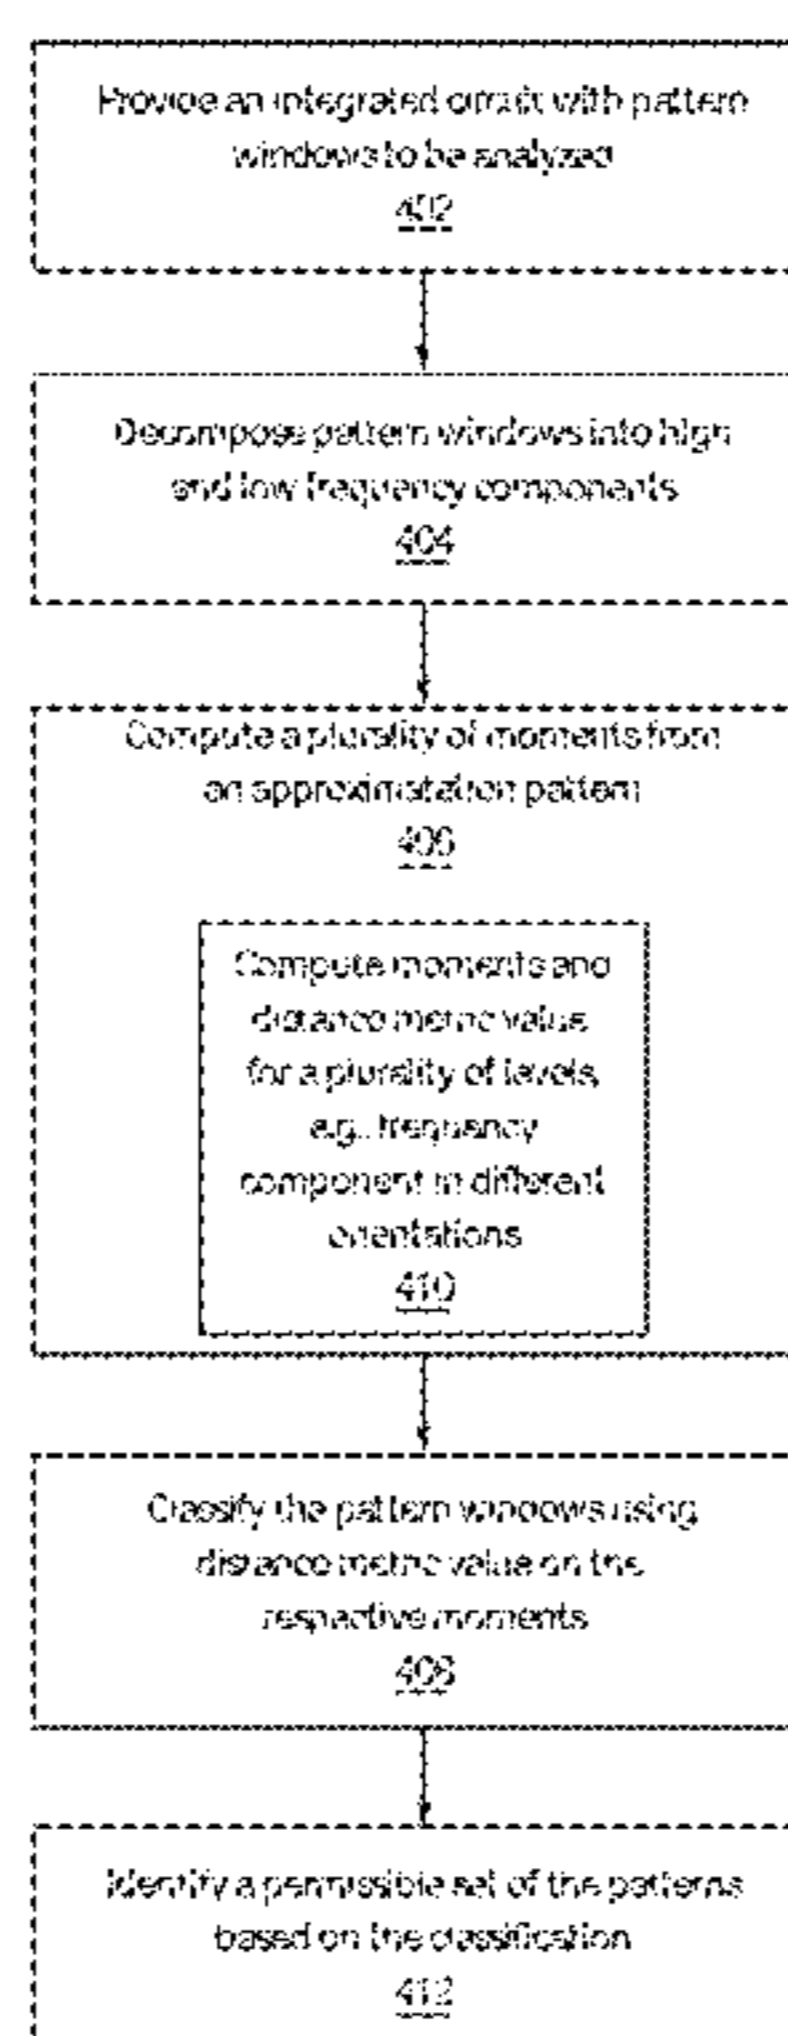 Provide an integrated circuit with pattern
windows to be analyzed
402
Decompose pattern windows into high
and low frequency components
404
Compute a plurality of moments from
an approximatation pattern
406
Compute moments and
distance metric value
for a plurality of levels,
e.g., frequency
component in different
orientations
410
Classify the pattern windows using
distance metric value on the
respective moments
408
Identify a permissible set of the patterns
based on the classification
412